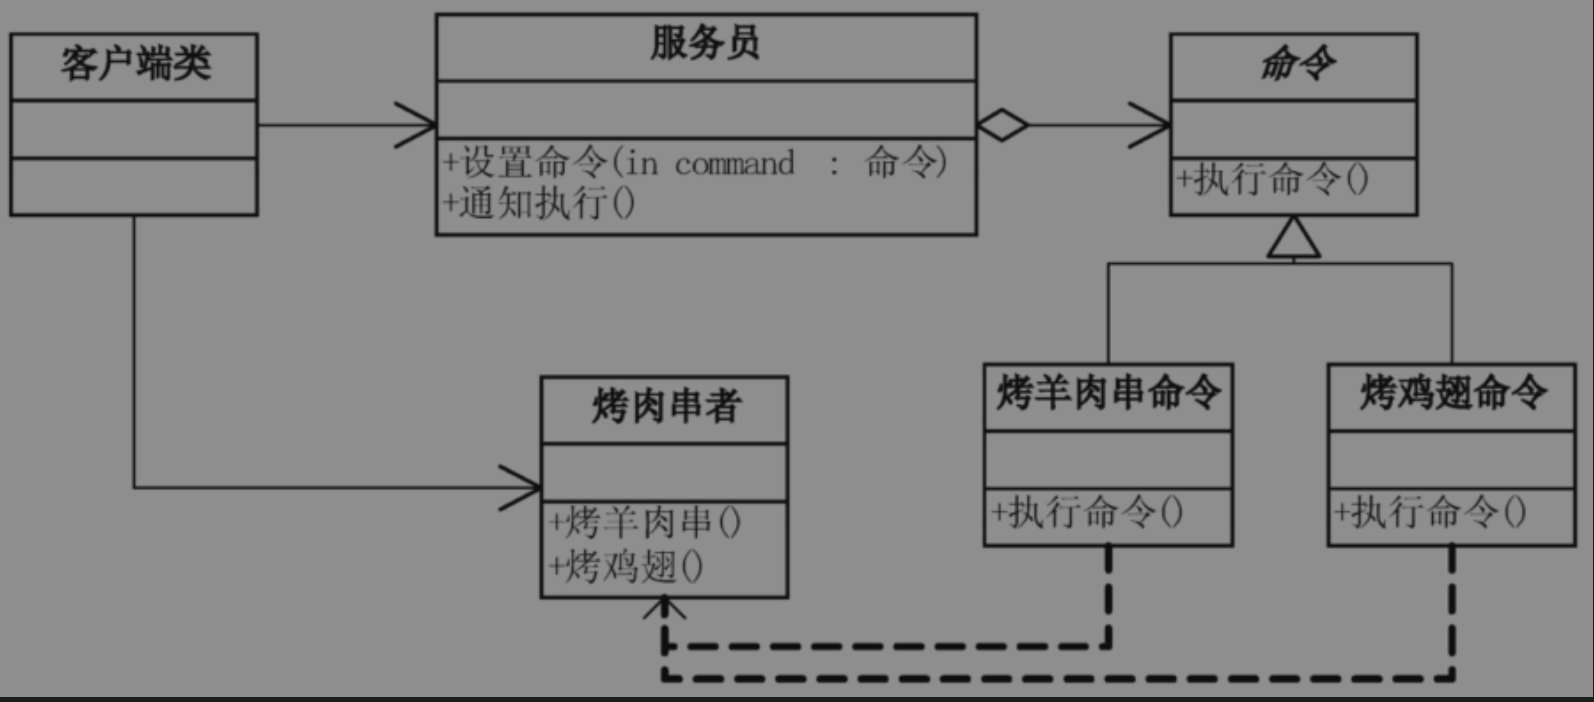 客户端类
服务员
+设置命令(in command : 命令)
+通知执行()
命令
+执行命令()
烤肉串者
+烤羊肉串()
+烤鸡翅()
烤羊肉串命令
+执行命令()
烤鸡翅命令
+执行命令()